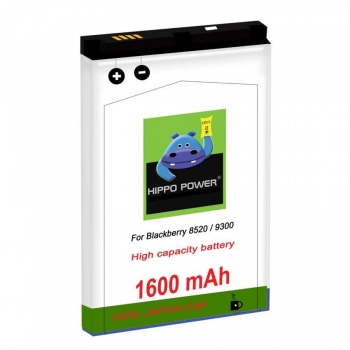 + -
HIPPO POWER®
For Blackberry 8520 / 9300
High capacity battery
1600 mAh